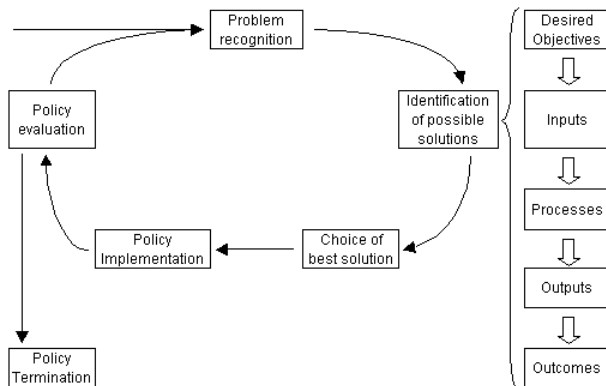 Problem
recognition
Desired
Objectives
Policy
evaluation
Identification
of possible
solutions
Inputs
Processes
Policy
Implementation
Choice of
best solution
Outputs
Policy
Termination
Outcomes